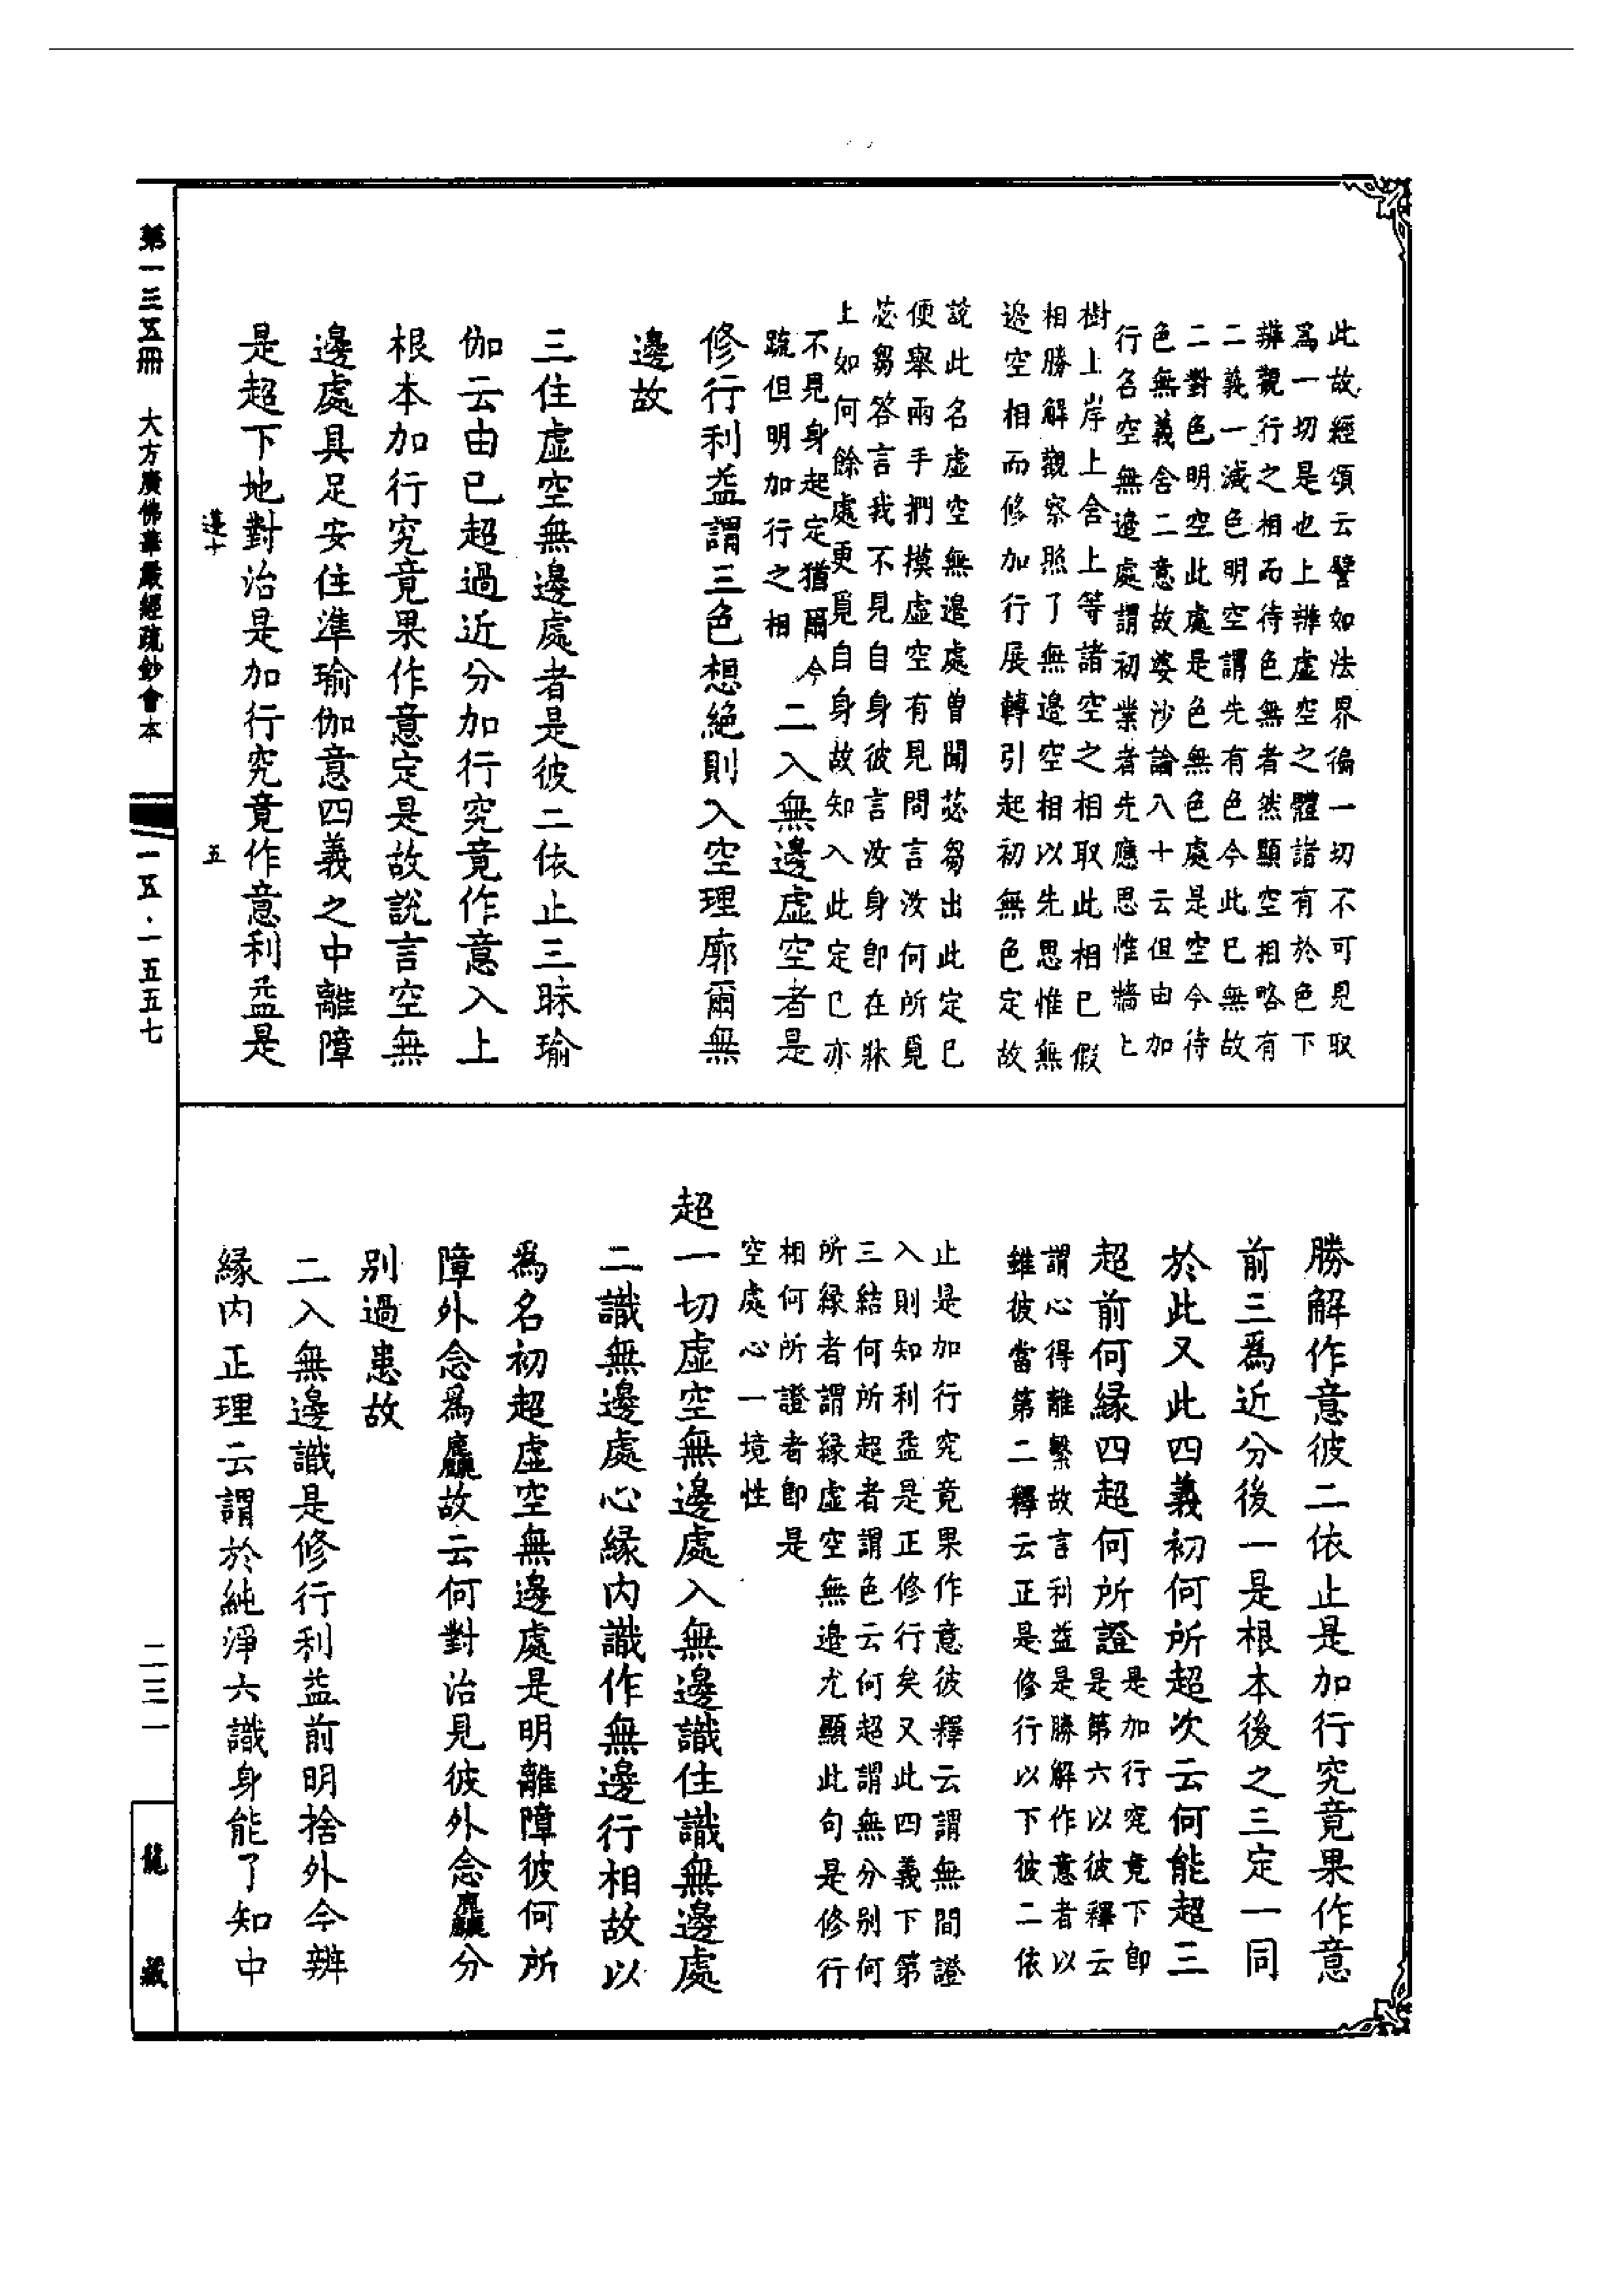 此故經頌云譬如法界徧一切不可見取
爲一切是也上辨虛空之體諸有於色下
辨觀行之相而待色無者然顯空相略有
二義一滅色明空謂先有色今此已無故
二對色明空此處是色無色處是空今待
色無義含二意故婆沙論八十云但由加
行名空無邉處謂初業者先應思惟牆上
樹上岸上舍上等諸空之相取此相已假
相勝解觀察照了無邉空相以先思惟無
邉空相而修加行展轉引起初無色定故
說此名虛空無邉處曾聞苾芻出此定已
便舉兩手捫摸虛空有見問言汝何所覓
苾芻答言我不見自身彼言汝身卽在牀
上如何餘處更覓自身故知入此定已亦
不見身起定猶爾今
疏但明加行之相
二入無邊虛空者是
修行利益謂三色想絕則入空理廓爾無
邊故
三住虛空無邊處者是彼二依止三昧瑜
伽云由已超過近分加行究竟作意入上
根本加行究竟果作意定是故說言空無
邊處具足安住準瑜伽意四義之中離障
是超下地對治是加行究竟作意利益是
勝解作意彼二依止是加行究竟果作意
前三爲近分後一是根本後之三定一同
於此又此四義初何所超次云何能超三
超前何緣四超何所證
是加行究竟下卽
是第六以彼釋云
謂心得離繫故言利益是勝解作意者以
雖彼當第二釋云正是修行以下彼二依
止是加行究竟果作意彼釋云謂無間證
入則知利益是正修行矣又此四義下第
三結何所超者謂色云何超謂無分别何
所緣者謂緣虛空無邉尤顯此句是修行
相何所證者卽是
空處心一境性
超一切虛空無邊處入無邊識住識無邊處
二識無邊處心緣內識作無邊行相故以
爲名初超虛空無邊處是明離障彼何所
障外念爲麤故云何對治見彼外念麤分
别過患故
二入無邊識是修行利益前明捨外今辨
緣內正理云謂於純淨六識身能了知中
第一三五冊　大方廣佛華嚴經疏鈔會本　一五·一五五七
蓬十　五
二三一
龍藏